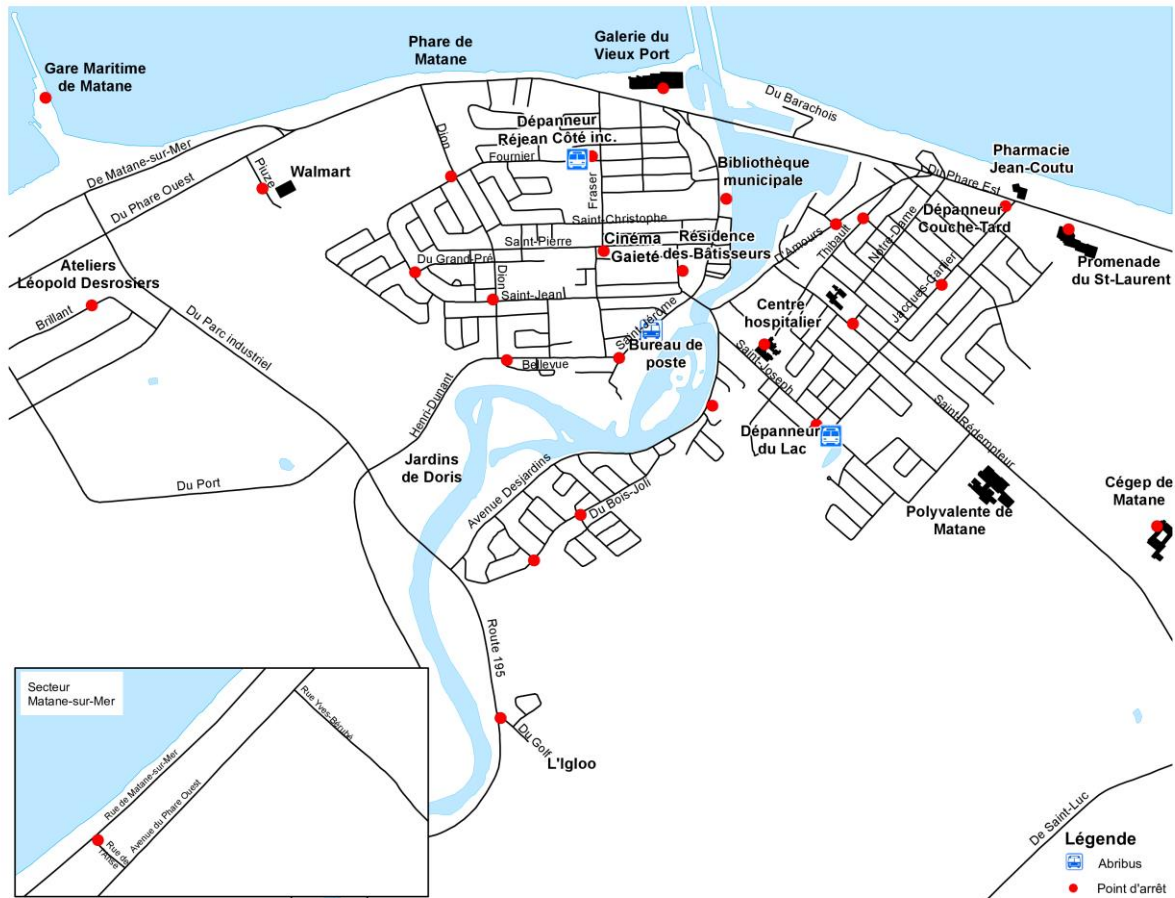 Gare Maritime
de Matane
Phare de
Matane
Galerie du
Vieux Port
Du Barachois
De Matane-sur-Mer
Du Phare Ouest
Piuze
Walmart
Dion
Dépanneur
Réjean Côté inc.
Fournier
Fraser
Bibliothèque
municipale
Du Phare Est
Pharmacie
Jean-Coutu
Dépanneur
Couche-Tard
Promenade
du St-Laurent
Saint-Christophe
Saint-Pierre
Cinéma
Gaieté
Résidence
des-Bâtisseurs
D'Amours
Thibault
Notre-Dame
Jacques-Cartier
Du Grand-Pré
Dion
Saint-Jean
Ateliers
Léopold Desrosiers
Brillant
Du Parc industriel
Centre
hospitalier
Saint-Jérôme
Bureau de
poste
Bellevue
Henri-Dunant
Saint-Joseph
Saint-Rédempteur
Dépanneur
du Lac
Jardins
de Doris
Du Port
Avenue Desjardins
Du Bois-Joli
Polyvalente de
Matane
Cégep de
Matane
Route 195
Du Golf
L'Igloo
De Saint-Luc
Secteur
Matane-sur-Mer
Rue Yves-Bérubé
Rue de Matane-sur-Mer
Avenue du Phare Ouest
Rue de
l'Anse
Légende
Abribus
Point d'arrêt